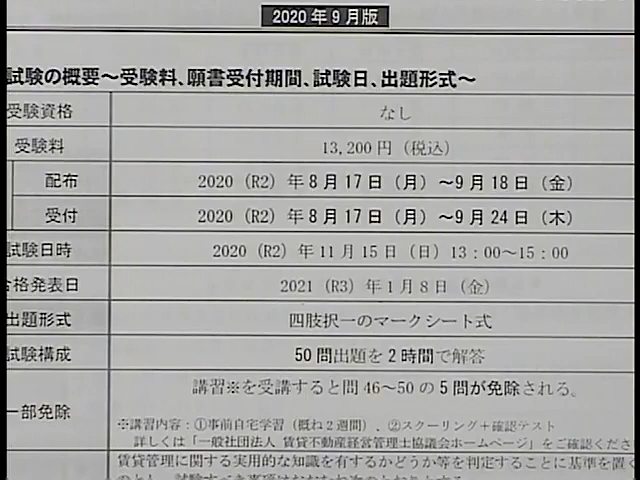 2020年9月版
試験の概要〜受験料、願書受付期間、試験日、出題形式〜
受験資格 なし
受験料 13,200円（税込）
配布 2020（R2）年8月17日（月）〜9月18日（金）
受付 2020（R2）年8月17日（月）〜9月24日（木）
試験日時 2020（R2）年11月15日（日）13：00〜15：00
合格発表日 2021（R3）年1月8日（金）
出題形式 四肢択一のマークシート式
試験構成 50問出題を2時間で解答
一部免除 講習※を受講すると問46〜50の5問が免除される。
※講習内容：①事前自宅学習（概ね2週間）、②スクーリング＋確認テスト
詳しくは「一般社団法人 賃貸不動産経営管理士協議会ホームページ」をご確認くださ
賃貸管理に関する実用的な知識を有するかどうか等を判定することに基準を置く